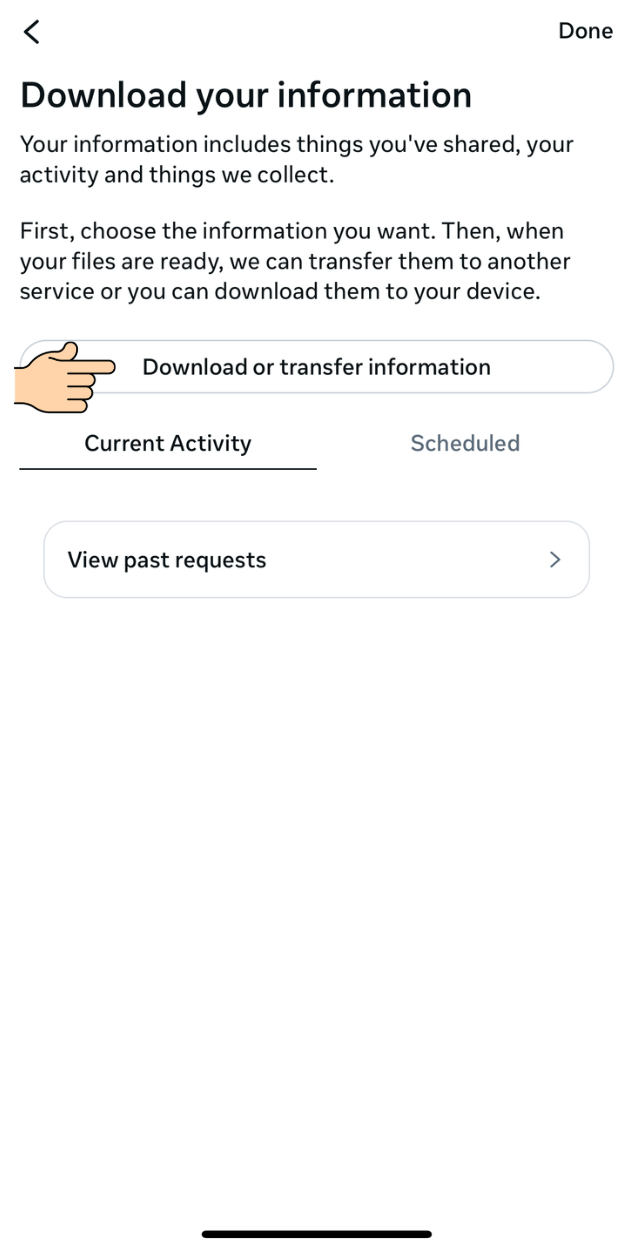 Done
Download your information
Your information includes things you've shared, your
activity and things we collect.
First, choose the information you want. Then, when
your files are ready, we can transfer them to another
service or you can download them to your device.
Download or transfer information
Current Activity
Scheduled
View past requests